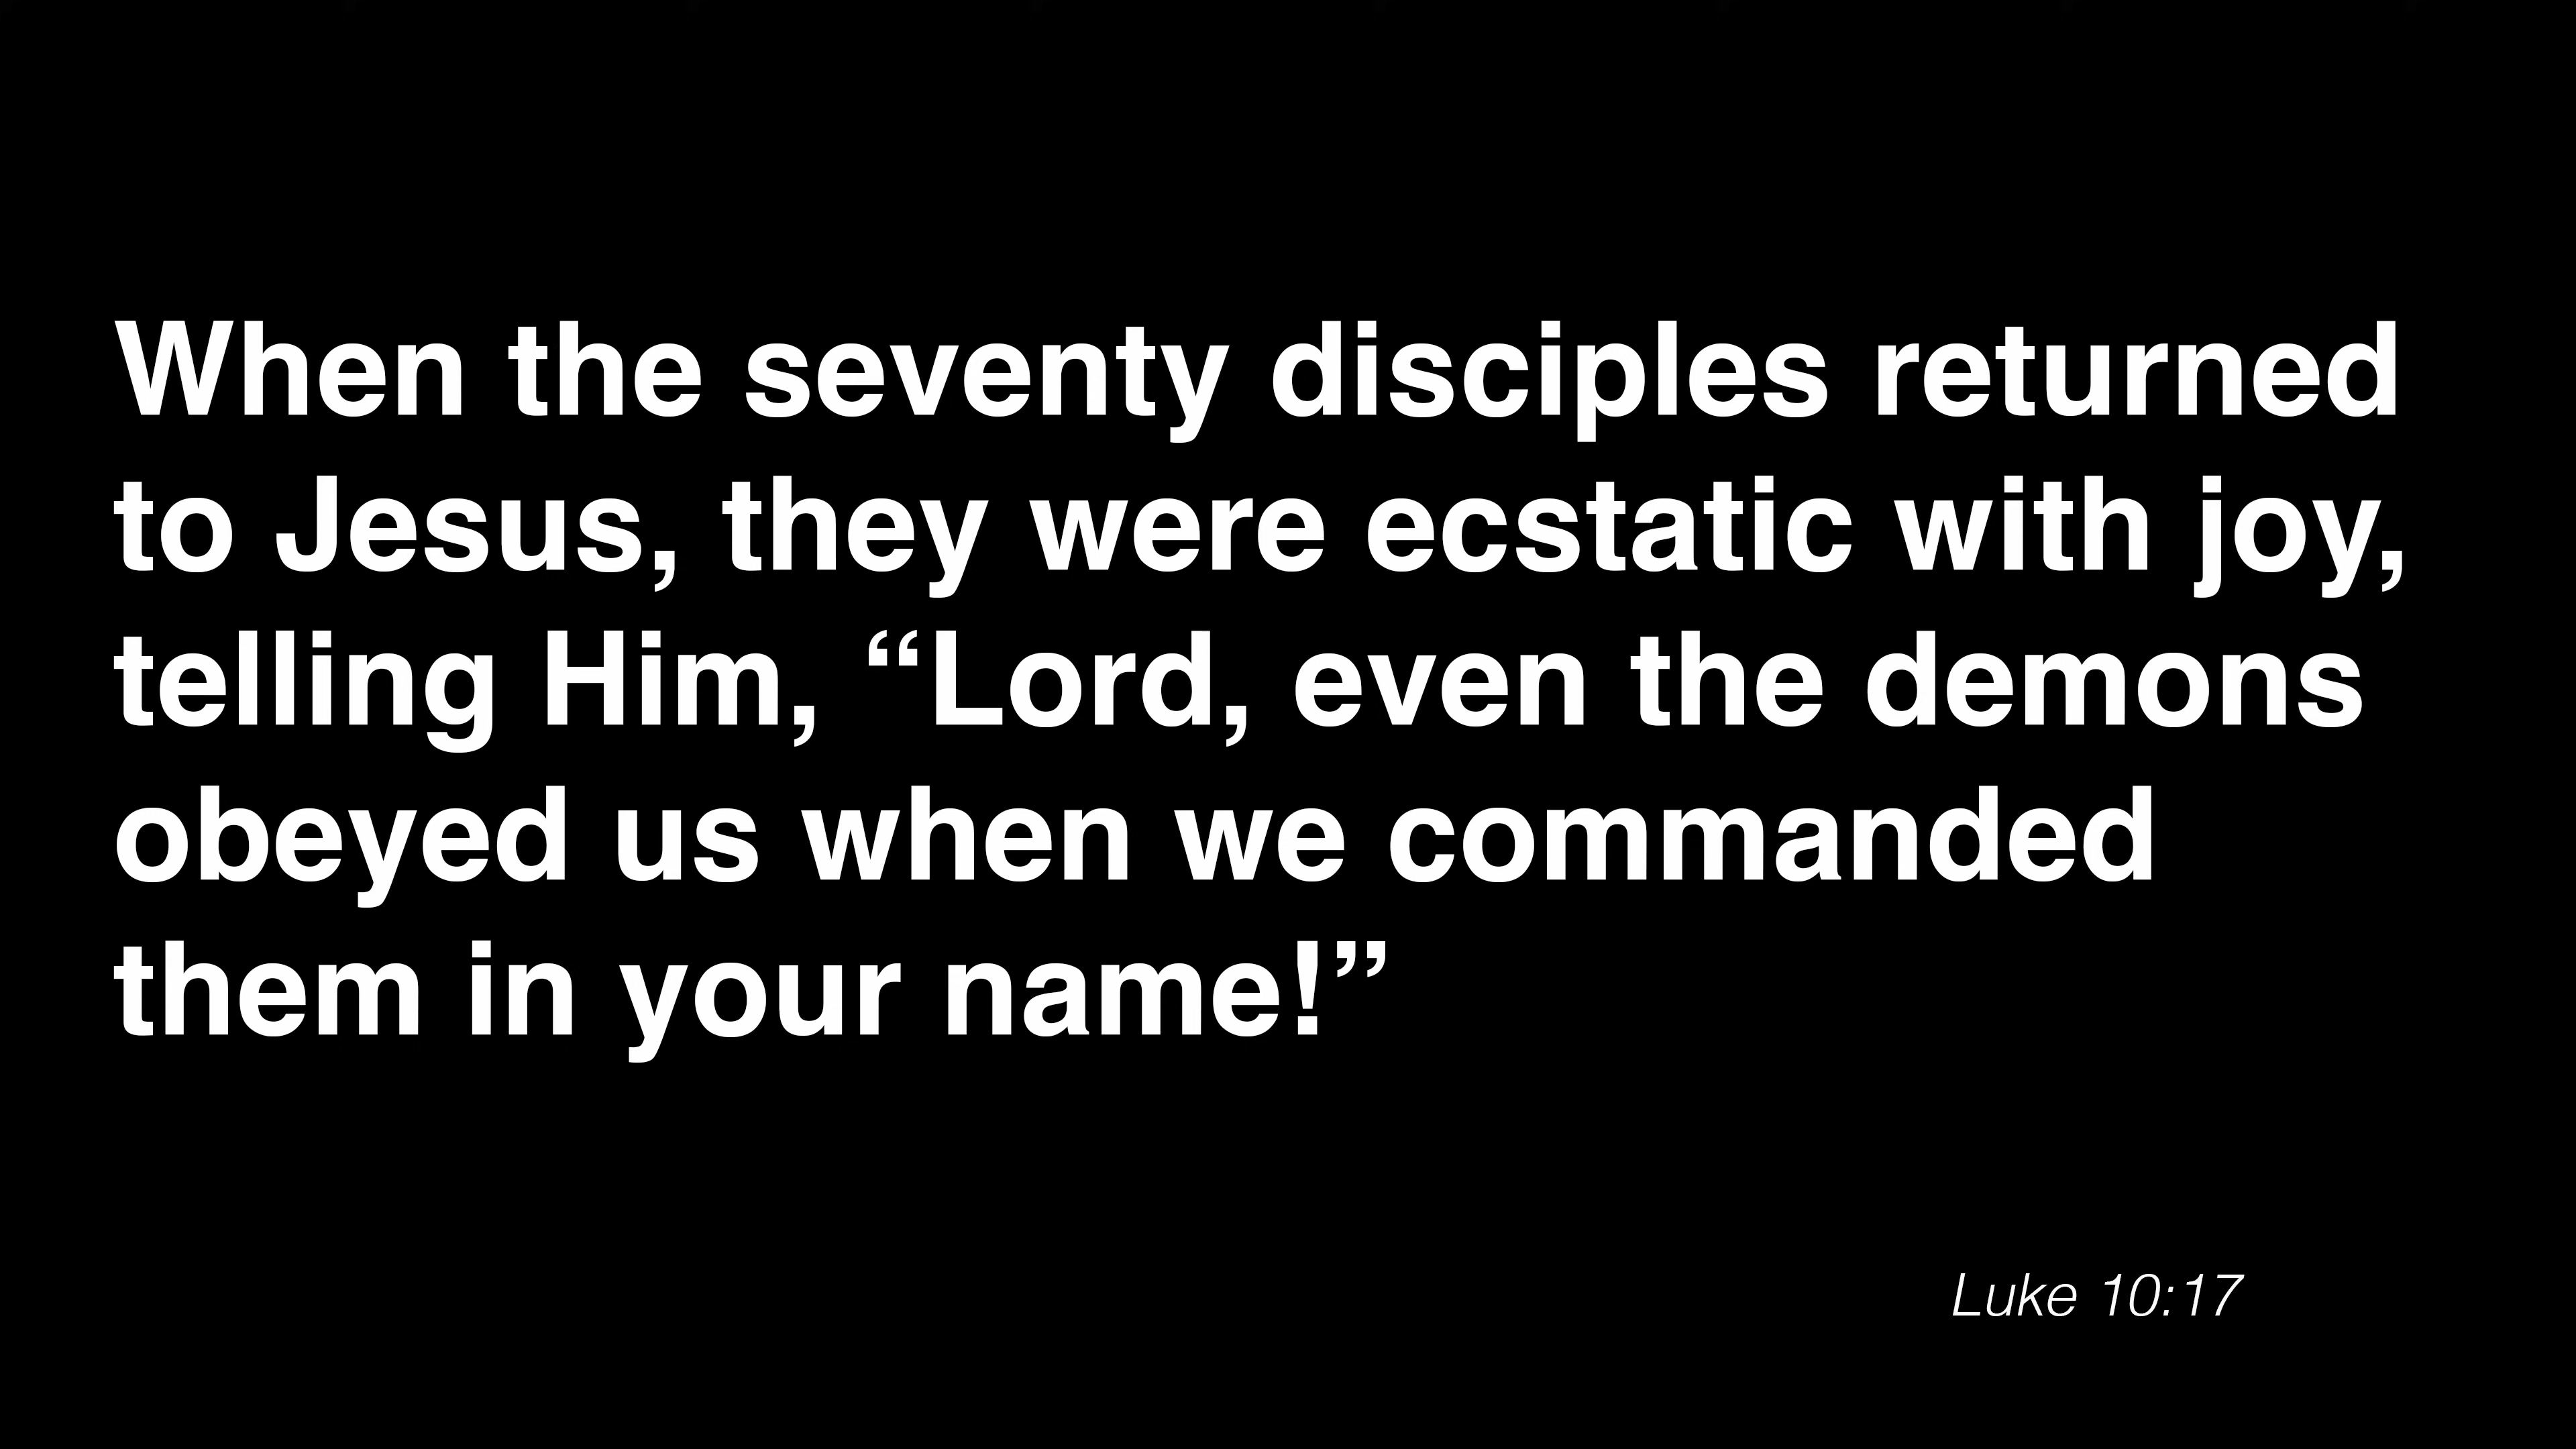 When the seventy disciples returned
to Jesus, they were ecstatic with joy,
telling Him, “Lord, even the demons
obeyed us when we commanded
them in your name!”
Luke 10:17